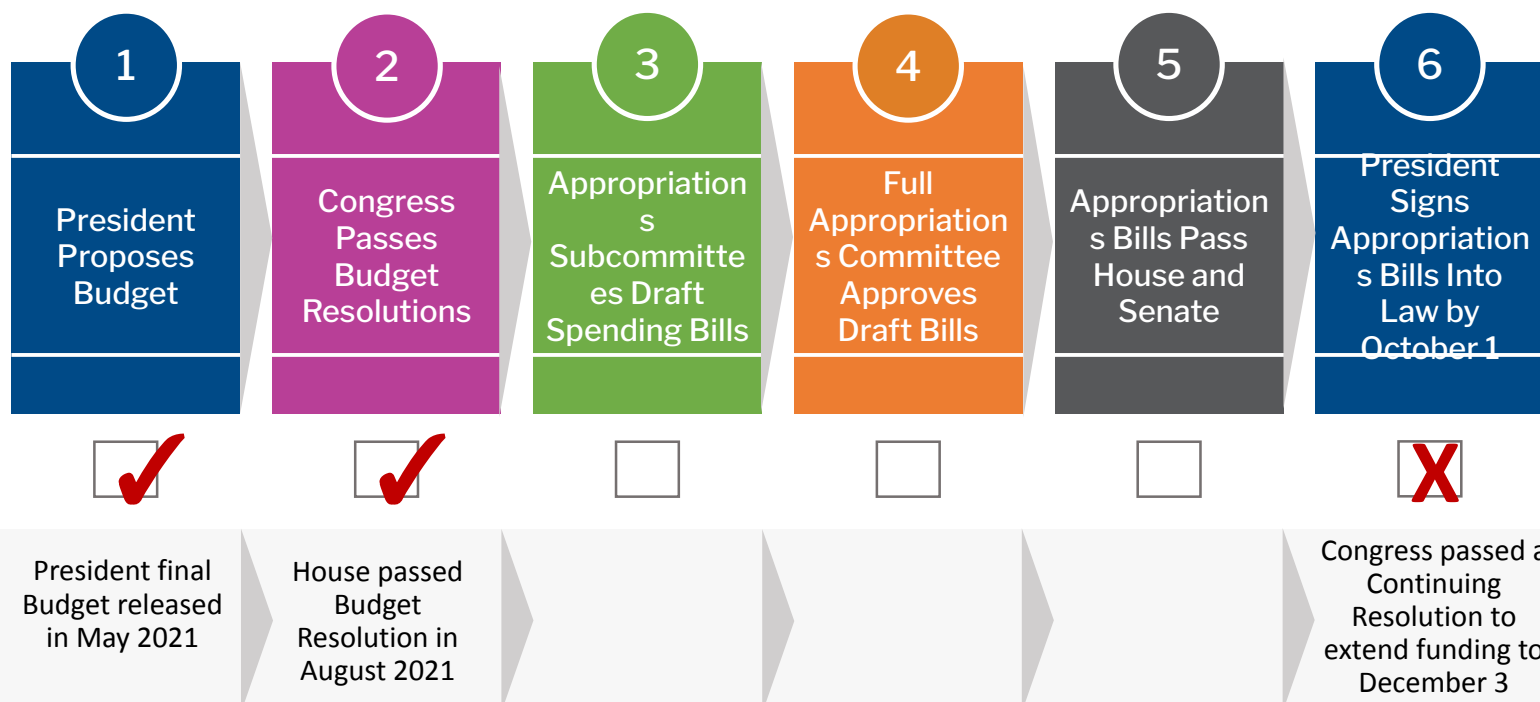 1
President
Proposes
Budget
2
Congress
Passes
Budget
Resolutions
3
Appropriation
s
Subcommitte
es Draft
Spending Bills
4
Full
Appropriation
s Committee
Approves
Draft Bills
5
Appropriation
s Bills Pass
House and
Senate
6
President
Signs
Appropriation
s Bills Into
Law by
October 1
X
President final
Budget released
in May 2021
House passed
Budget
Resolution in
August 2021
Congress passed a
Continuing
Resolution to
extend funding to
December 3